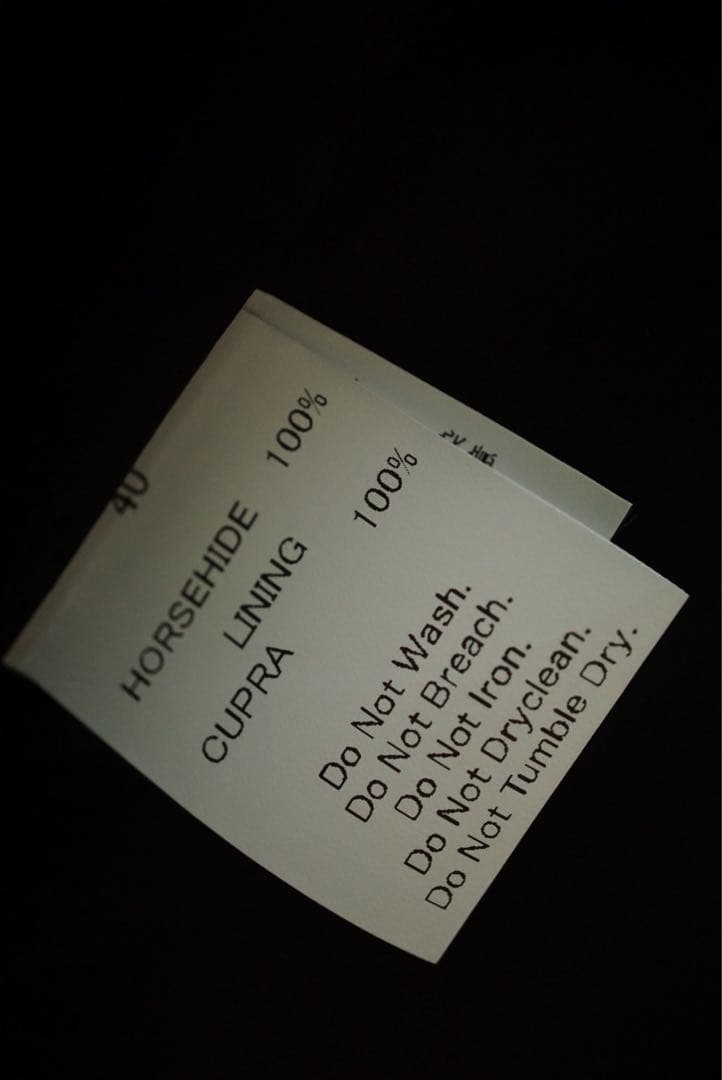 40
HORSEHIDE 100%
LINING
CUPRA 100%
Do Not Wash.
Do Not Breach.
Do Not Iron.
Do Not Dryclean.
Do Not Tumble Dry.